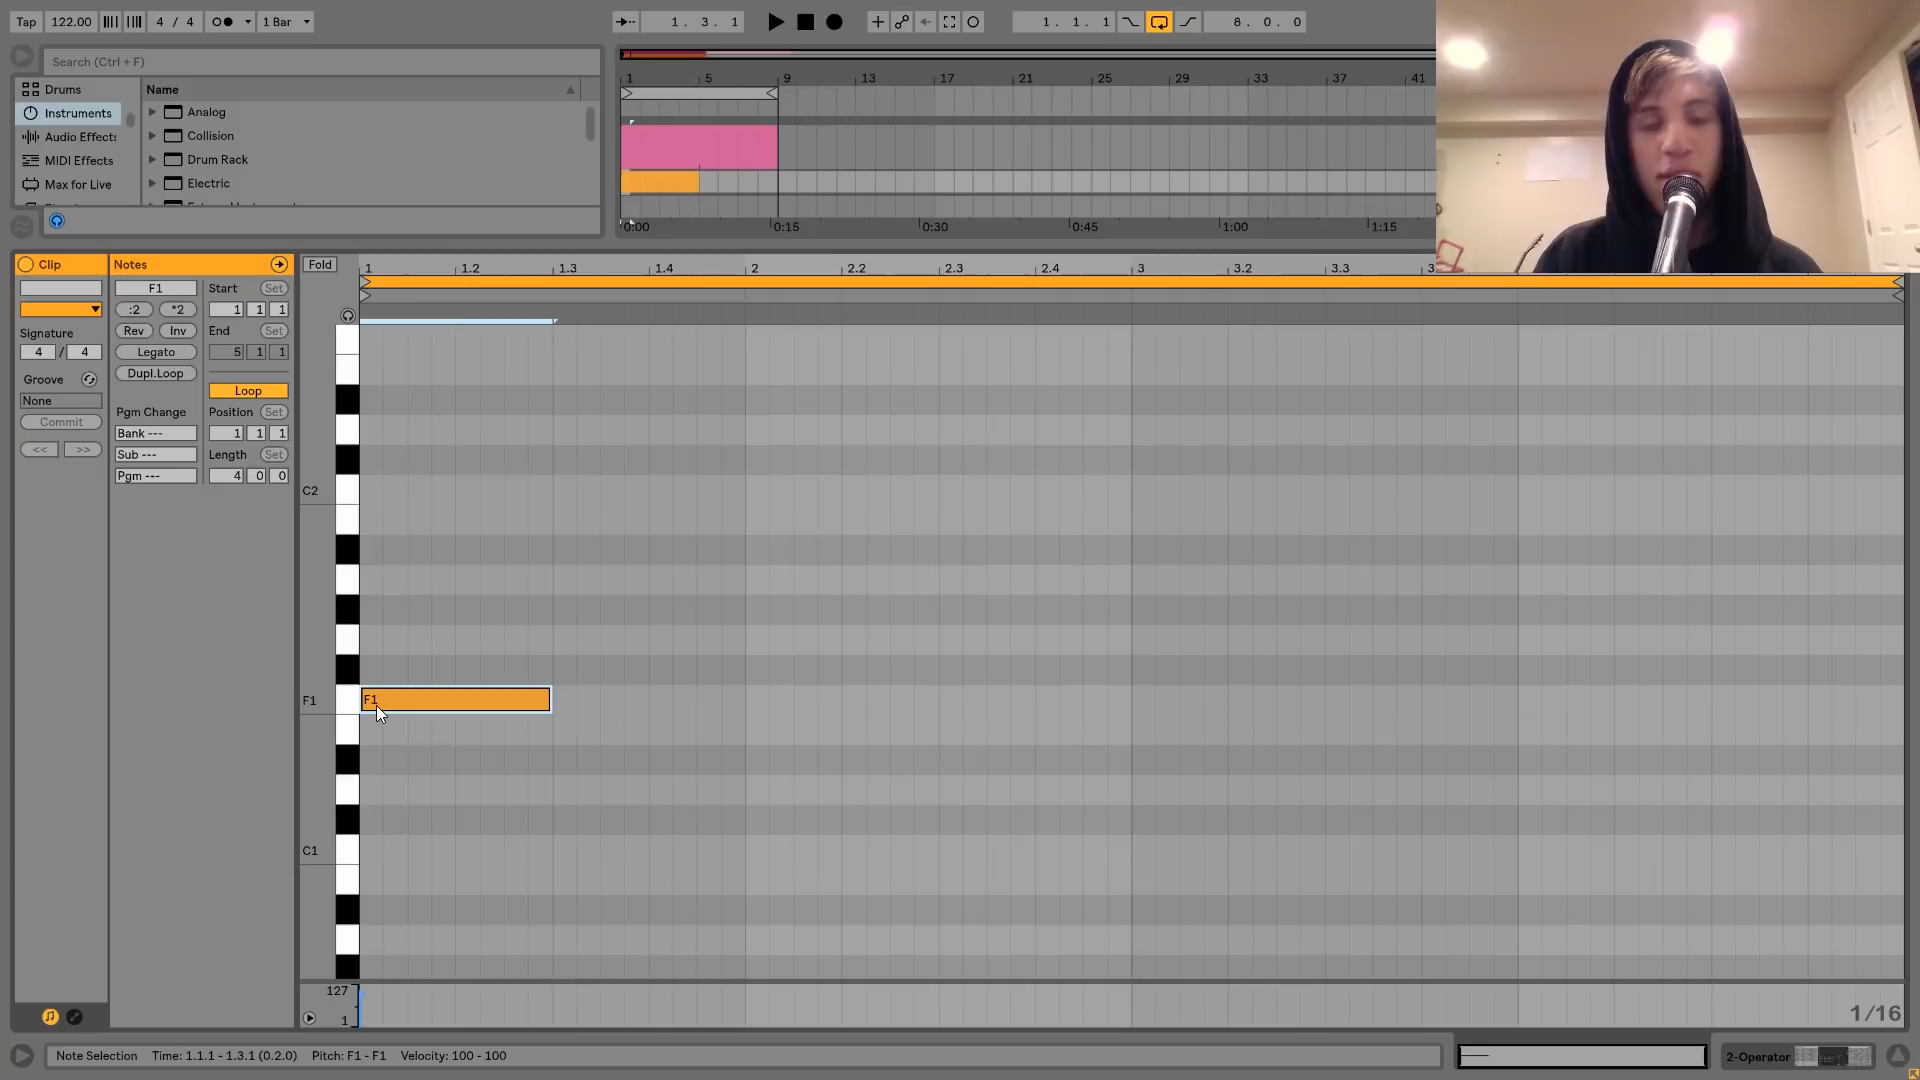 Tap 122.00 4 / 4 1 Bar 1. 3. 1 1. 1. 1 8. 0. 0
Search (Ctrl + F)
Drums
Instruments
Audio Effects
MIDI Effects
Max for Live
Name
Analog
Collision
Drum Rack
Electric
1 5 9 13 17 21 25 29 33 37 41
0:00 0:15 0:30 0:45 1:00 1:15
Clip
Signature
4 / 4
Groove
None
Commit
<< >>
Notes
F1
:2 *2
Rev Inv
Legato
Dupl.Loop
Pgm Change
Bank ---
Sub ---
Pgm ---
Start Set
1 1 1
End Set
5 1 1
Loop
Position Set
1 1 1
Length Set
4 0 0
Fold 1 1.2 1.3 1.4 2 2.2 2.3 2.4 3 3.2 3.3
C2
F1 F1
C1
127
1
1/16
Note Selection Time: 1.1.1 - 1.3.1 (0.2.0) Pitch: F1 - F1 Velocity: 100 - 100
2-Operator